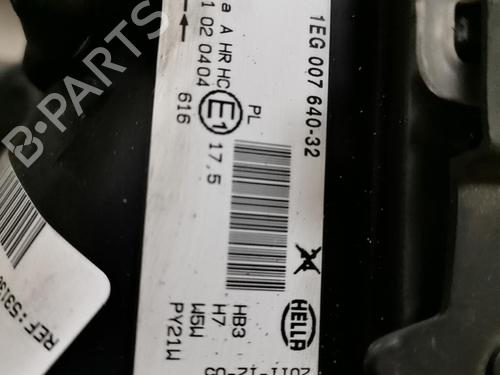 1EG 007 640-32
HELLA
a A HR HC PL
1 02 0404
E1 17,5
616
HB3
H7
W5W
PY21W
B-PARTS